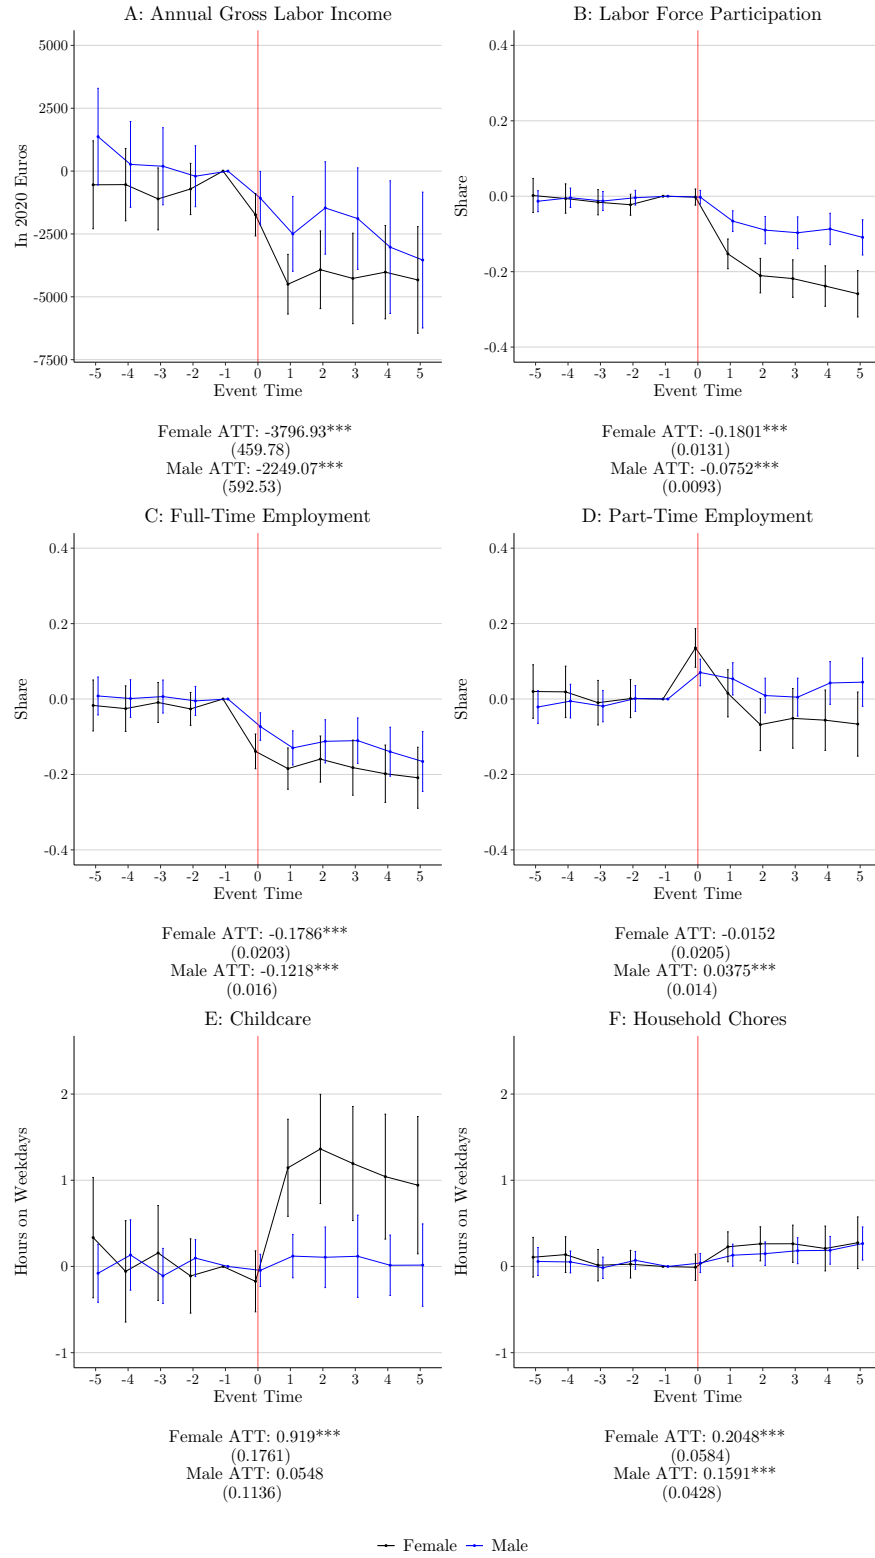 A: Annual Gross Labor Income
5000
2500
0
-2500
-5000
-7500
In 2020 Euros
-5 -4 -3 -2 -1 0 1 2 3 4 5
Event Time
Female ATT: -3796.93***
(459.78)
Male ATT: -2249.07***
(592.53)
B: Labor Force Participation
0.4
0.2
0.0
-0.2
-0.4
Share
-5 -4 -3 -2 -1 0 1 2 3 4 5
Event Time
Female ATT: -0.1801***
(0.0131)
Male ATT: -0.0752***
(0.0093)
C: Full-Time Employment
0.4
0.2
0.0
-0.2
-0.4
Share
-5 -4 -3 -2 -1 0 1 2 3 4 5
Event Time
Female ATT: -0.1786***
(0.0203)
Male ATT: -0.1218***
(0.016)
D: Part-Time Employment
0.4
0.2
0.0
-0.2
-0.4
Share
-5 -4 -3 -2 -1 0 1 2 3 4 5
Event Time
Female ATT: -0.0152
(0.0205)
Male ATT: 0.0375***
(0.014)
E: Childcare
2
1
0
-1
Hours on Weekdays
-5 -4 -3 -2 -1 0 1 2 3 4 5
Event Time
Female ATT: 0.919***
(0.1761)
Male ATT: 0.0548
(0.1136)
F: Household Chores
2
1
0
-1
Hours on Weekdays
-5 -4 -3 -2 -1 0 1 2 3 4 5
Event Time
Female ATT: 0.2048***
(0.0584)
Male ATT: 0.1591***
(0.0428)
Female Male